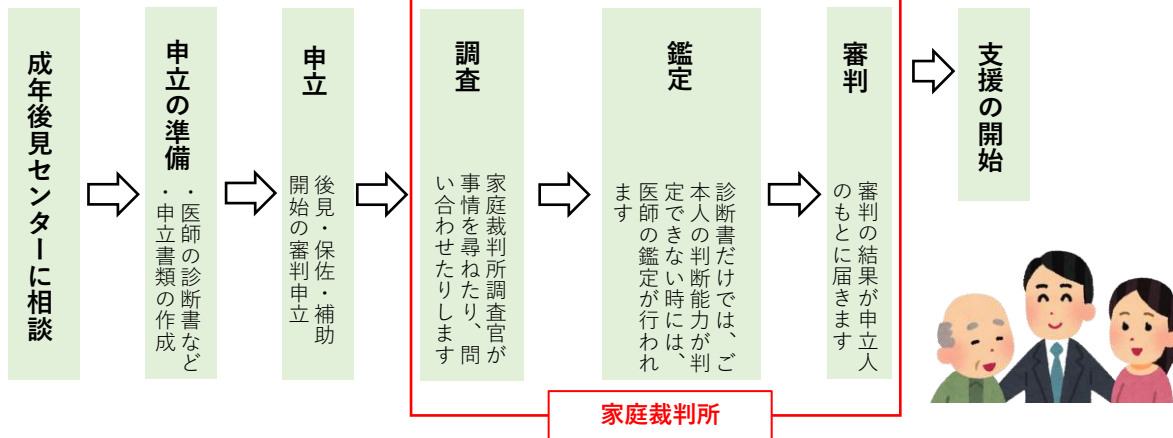 成年後見センターに相談
申立の準備
・医師の診断書など
・申立書類の作成
申立
後見・保佐・補助
開始の審判申立
調査
家庭裁判所調査官が
事情を尋ねたり、問
い合わせたりします
鑑定
診断書だけでは、ご
本人の判断能力が判
定できない時には、
医師の鑑定が行われ
ます
審判
審判の結果が申立人
のもとに届きます
支援の開始
家庭裁判所